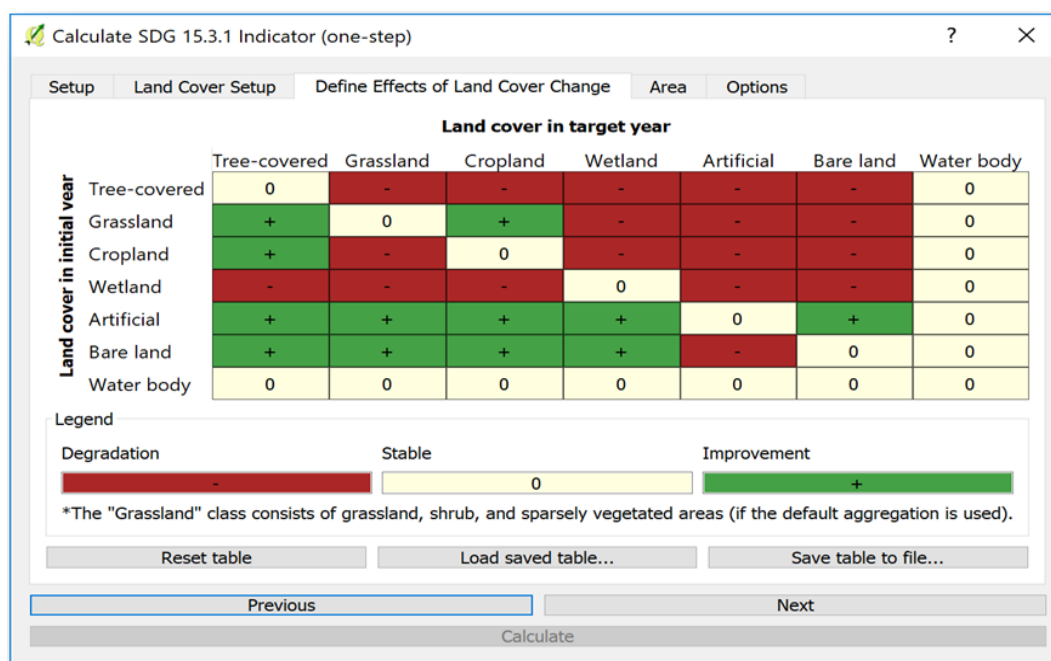 Calculate SDG 15.3.1 Indicator (one-step) ? ×
Setup Land Cover Setup Define Effects of Land Cover Change Area Options
Land cover in target year
Land cover in initial year
Tree-covered Grassland Cropland Wetland Artificial Bare land Water body
Tree-covered 0 - - - - - 0
Grassland + 0 + - - - 0
Cropland + - 0 - - - 0
Wetland - - - 0 - - 0
Artificial + + + + 0 + 0
Bare land + + + + - 0 0
Water body 0 0 0 0 0 0 0
Legend
Degradation Stable Improvement
- 0 +
*The "Grassland" class consists of grassland, shrub, and sparsely vegetated areas (if the default aggregation is used).
Reset table Load saved table... Save table to file...
Previous Next
Calculate